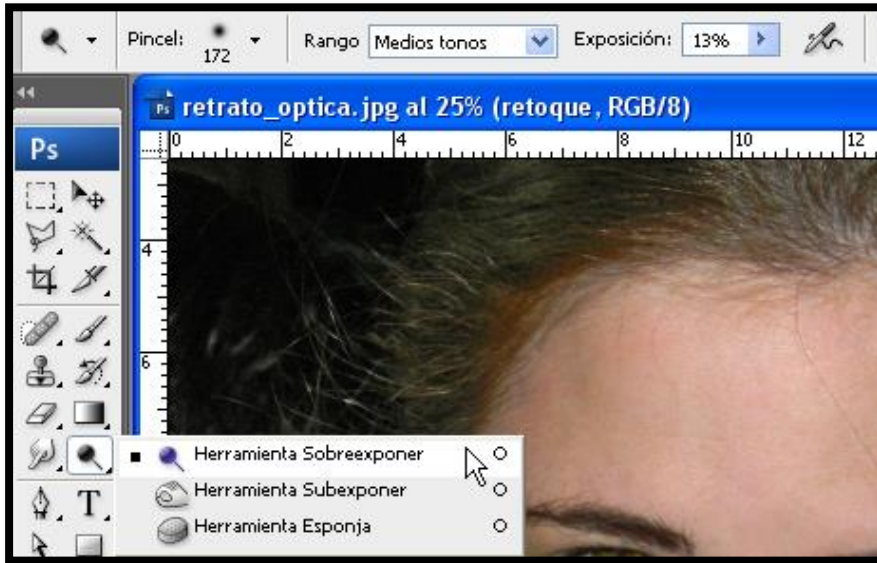 Pincel: 172 Rango Medios tonos Exposición: 13%
retrato_optica.jpg al 25% (retoque, RGB/8)
Ps
0 2 4 6 8 10 12
4
6
Herramienta Sobreexponer O
Herramienta Subexponer O
T Herramienta Esponja O